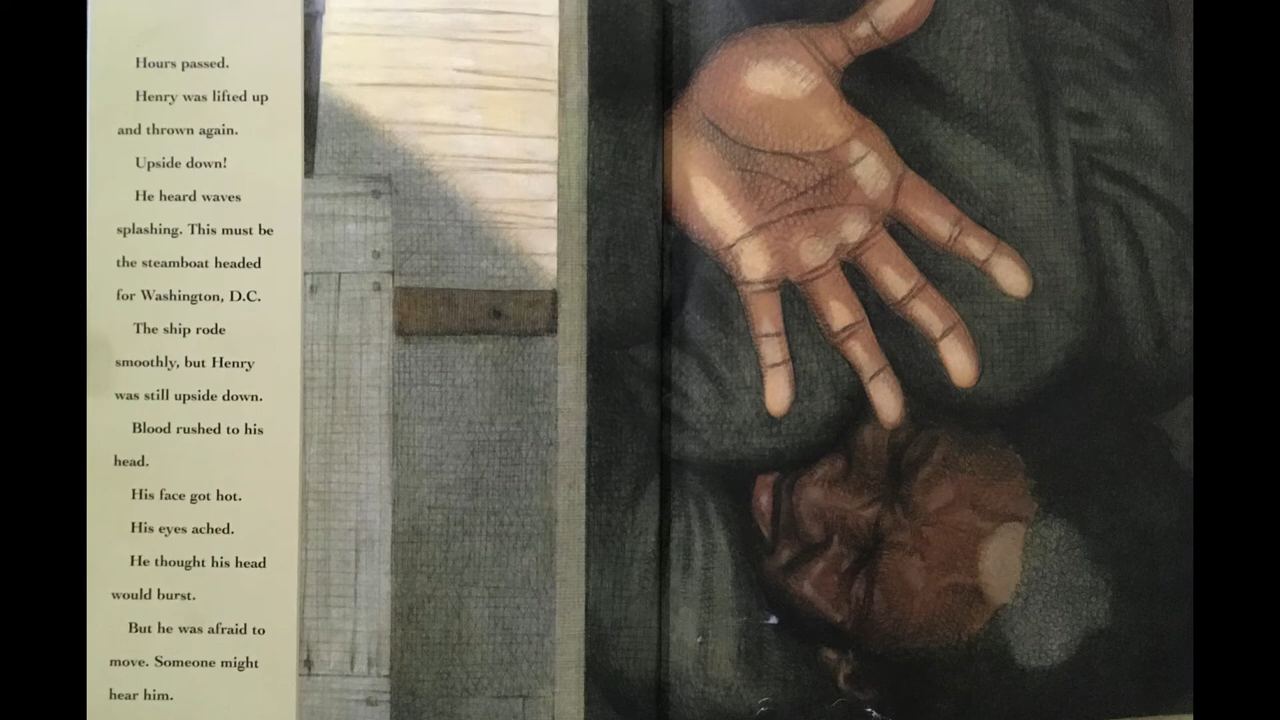 Hours passed.
Henry was lifted up
and thrown again.
Upside down!
He heard waves
splashing. This must be
the steamboat headed
for Washington, D.C.
The ship rode
smoothly, but Henry
was still upside down.
Blood rushed to his
head.
His face got hot.
His eyes ached.
He thought his head
would burst.
But he was afraid to
move. Someone might
hear him.